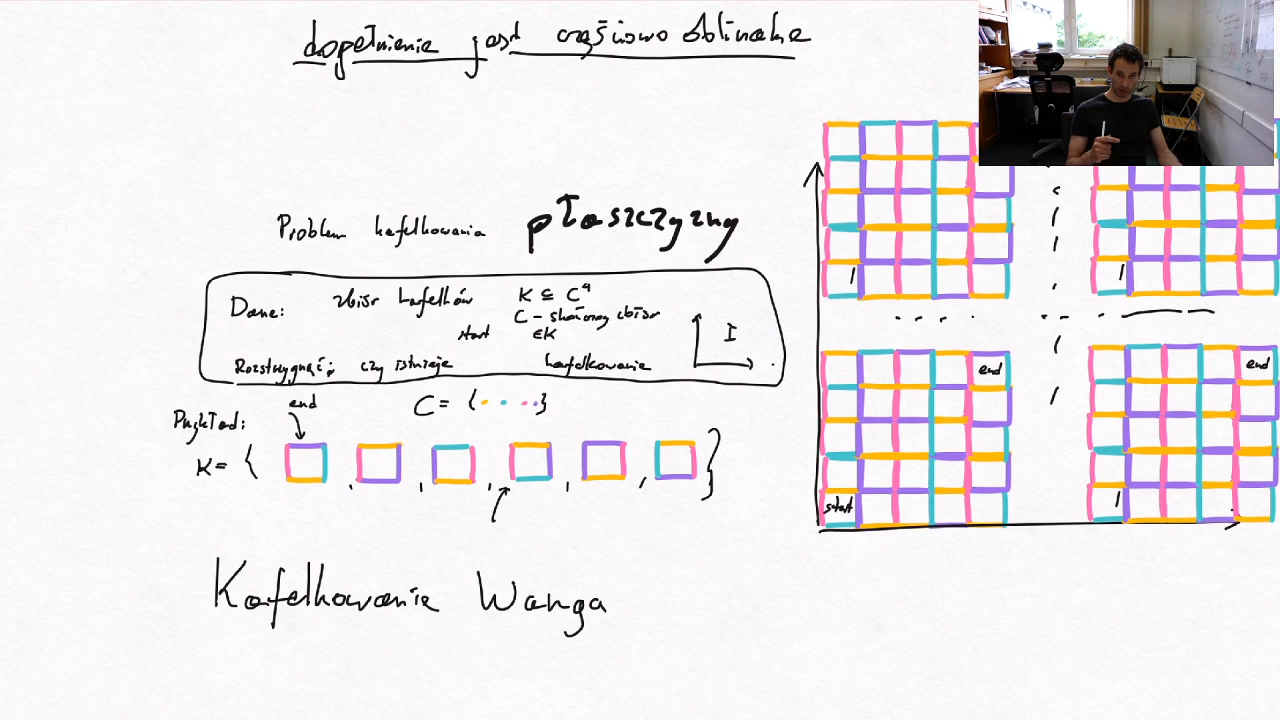 dopełnienie jest częściowo obliczalne
Problem kafelkowania płaszczyzny
Dane: zbiór kafelków K ⊆ C⁴
C – skończony zbiór
start ∈ K
I
Rozstrzygnąć: czy istnieje kafelkowanie
end
C = { }
Przykład:
K = { , , , , , }
Kafelkowanie Wanga
end
end
start